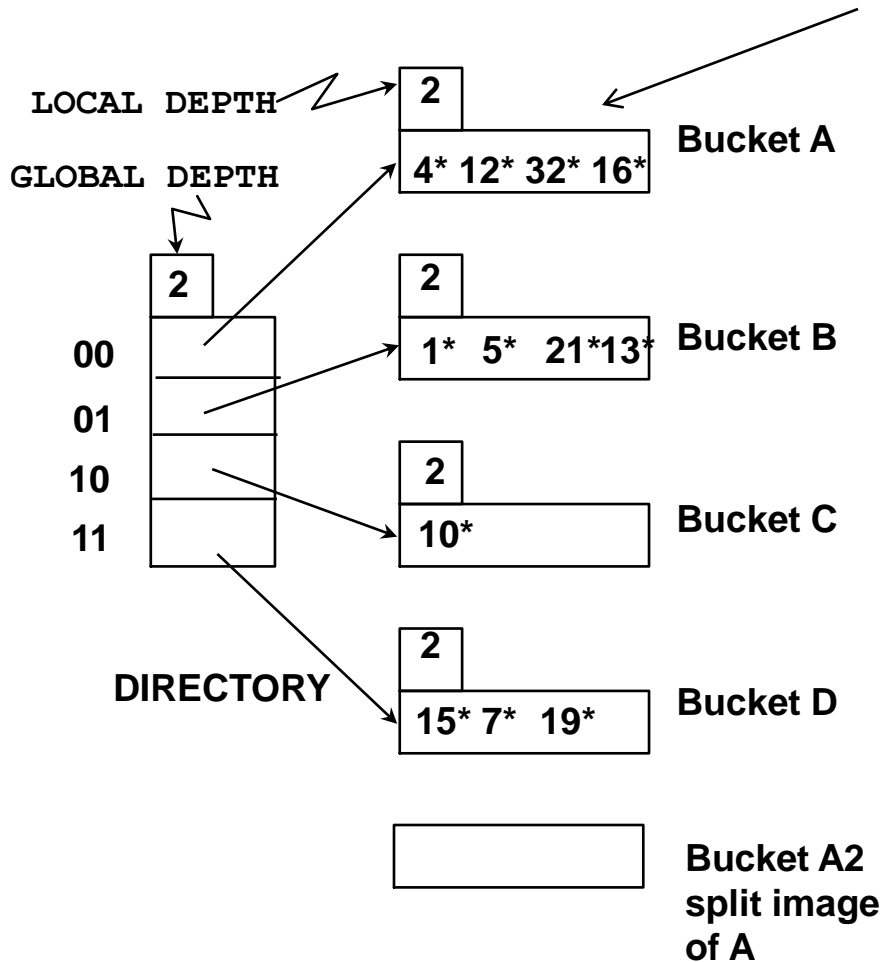 LOCAL DEPTH
2
Bucket A
4* 12* 32* 16*
GLOBAL DEPTH
2
2
Bucket B
1* 5* 21*13*
00
01
10
11
2
Bucket C
10*
2
DIRECTORY
Bucket D
15* 7* 19*
Bucket A2
split image
of A